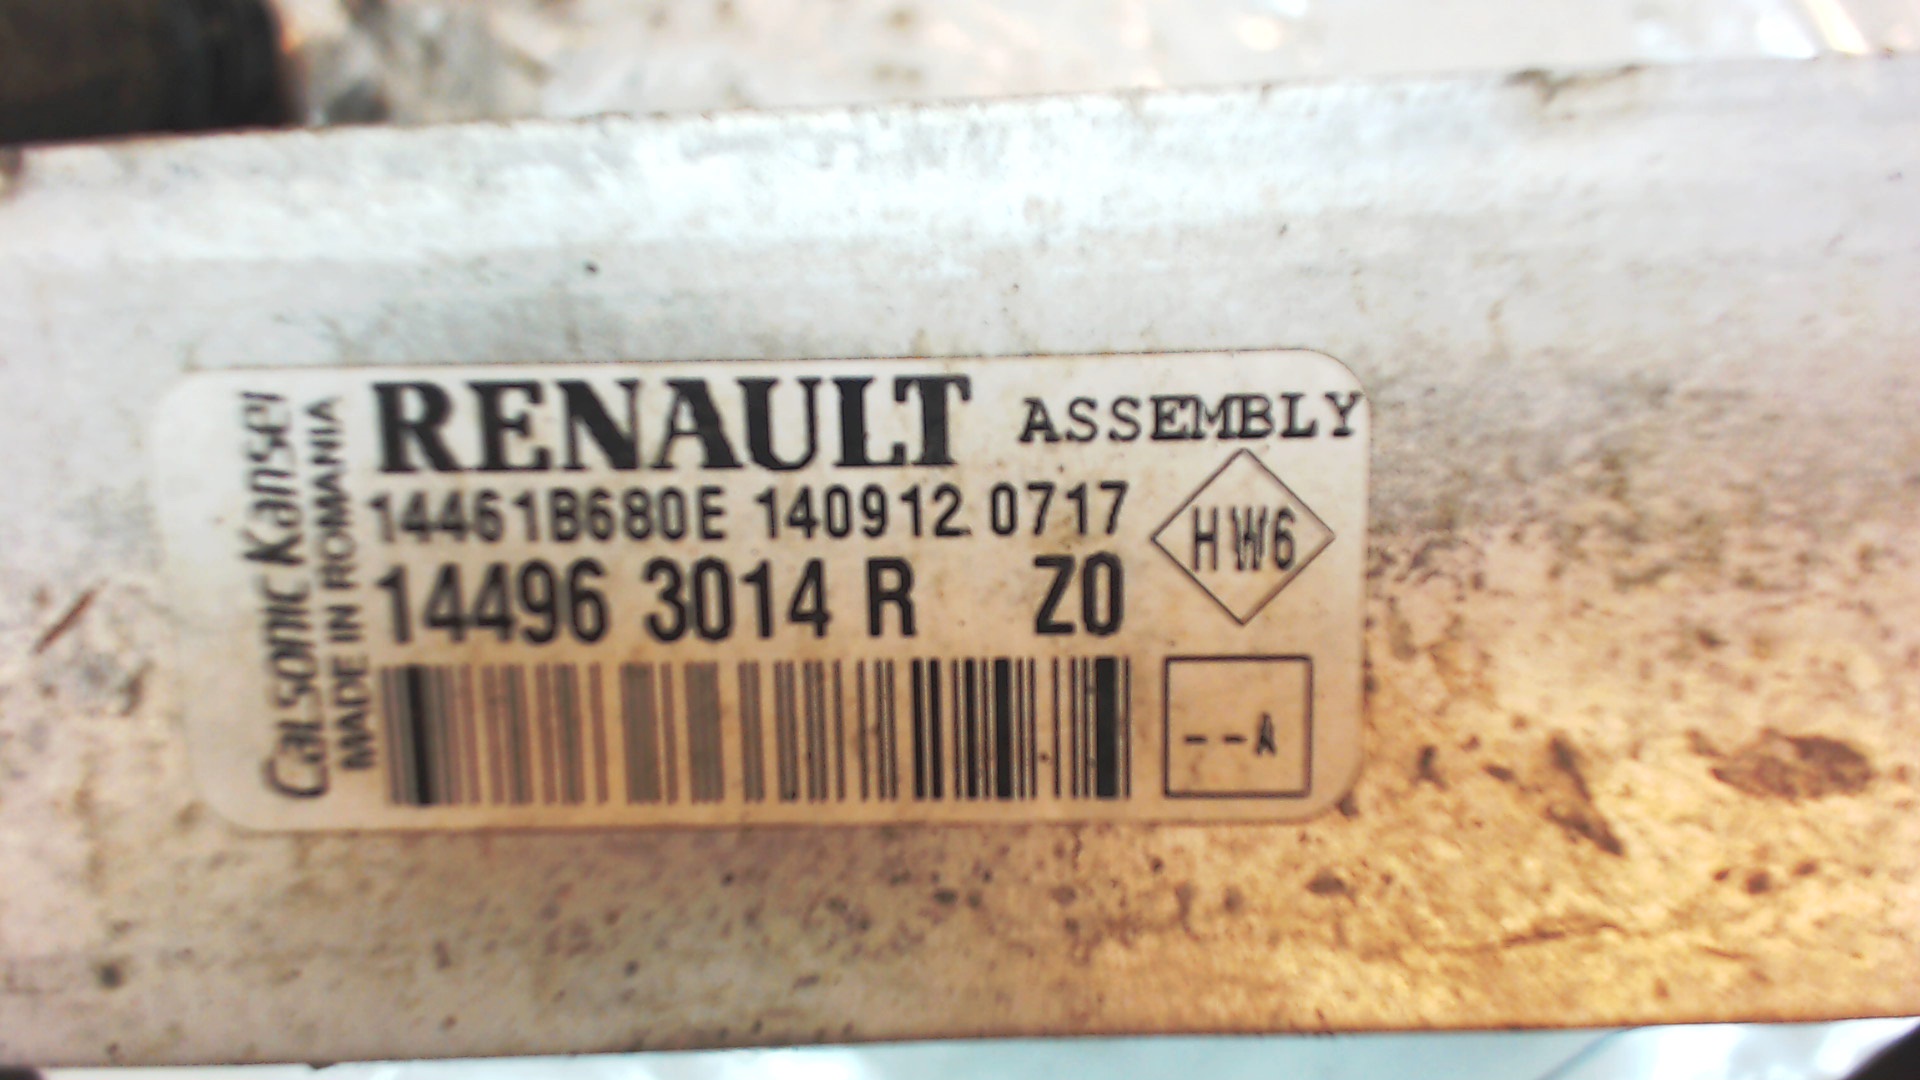 RENAULT ASSEMBLY
14461B680E 140912 0717
14496 3014 R Z0
HW6
--A
Calsonic Kansei
MADE IN ROMANIA